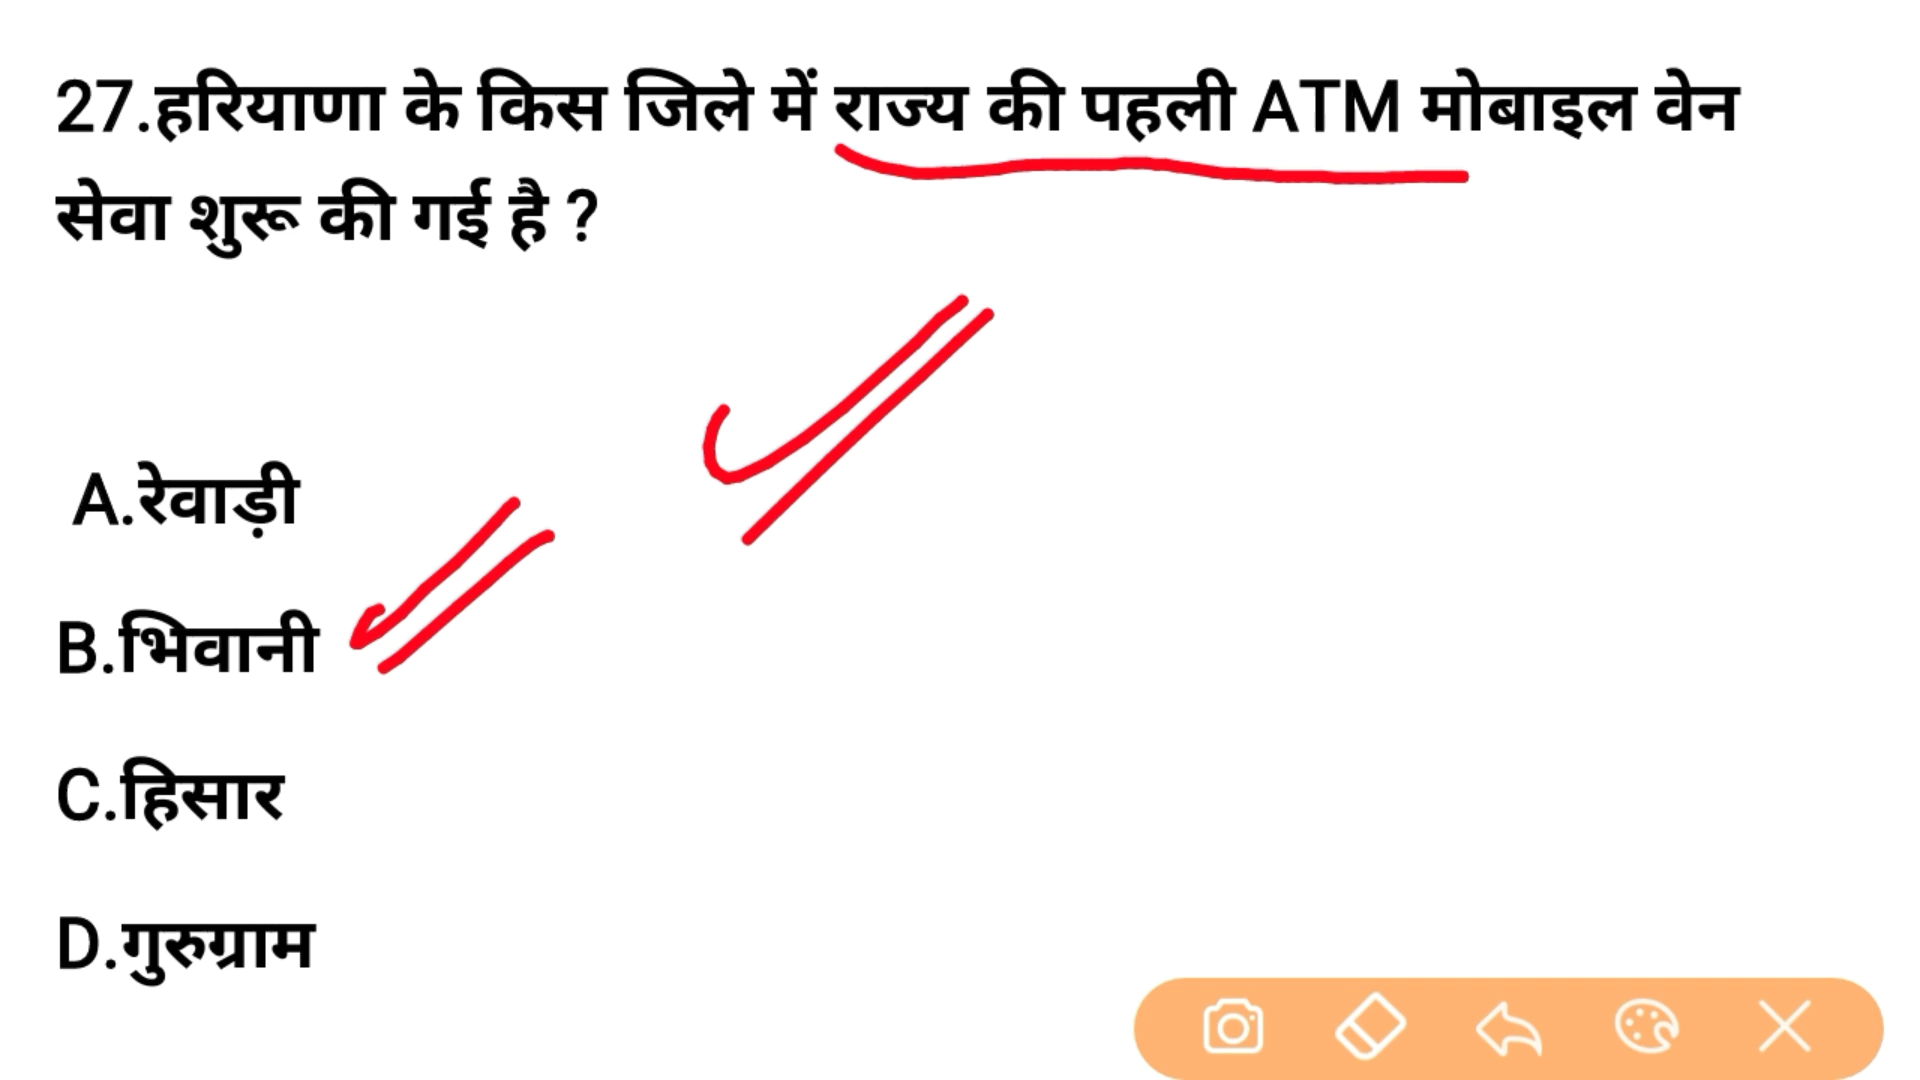 27.हरियाणा के किस जिले में राज्य की पहली ATM मोबाइल वेन
सेवा शुरू की गई है ?
A.रेवाड़ी
B.भिवानी
C.हिसार
D.गुरुग्राम